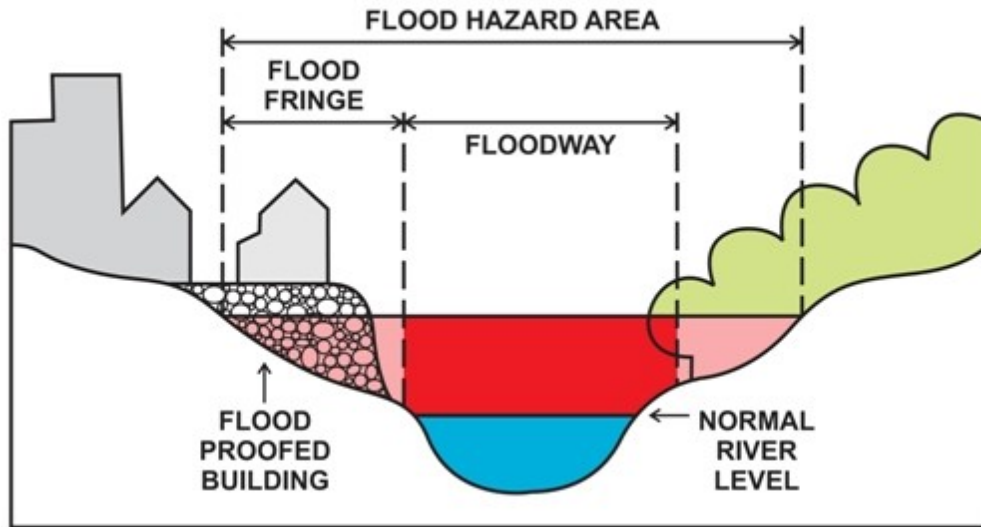 FLOOD HAZARD AREA
FLOOD
FRINGE
FLOODWAY
FLOOD
PROOFED
BUILDING
NORMAL
RIVER
LEVEL